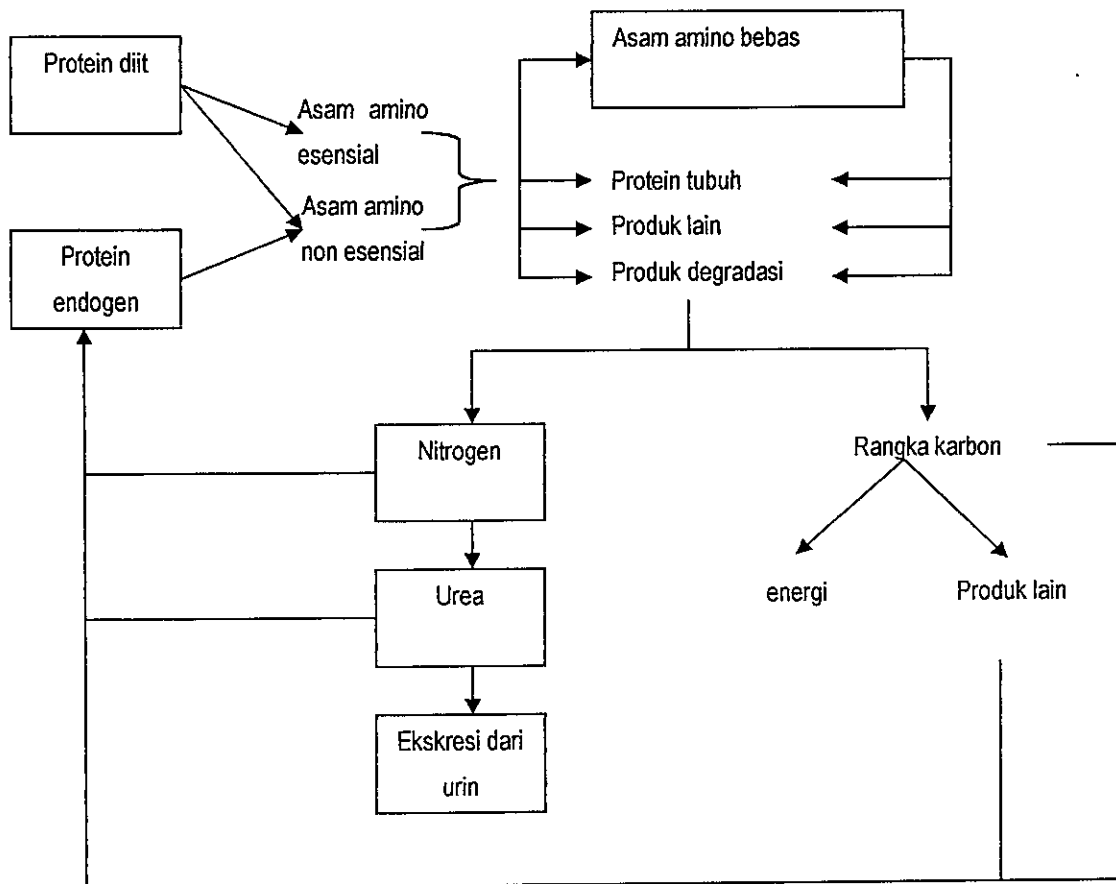 Protein diit
Asam amino
esensial
Asam amino
non esensial
Protein
endogen
Asam amino bebas
Protein tubuh
Produk lain
Produk degradasi
Nitrogen
Rangka karbon
Urea
energi
Produk lain
Ekskresi dari
urin